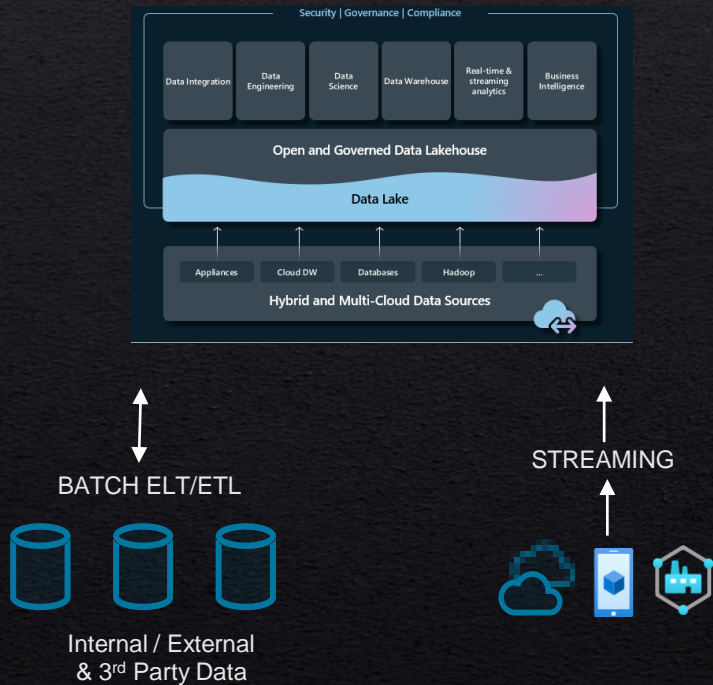 Security | Governance | Compliance
Data Integration
Data
Engineering
Data
Science
Data Warehouse
Real-time &
streaming
analytics
Business
Intelligence
Open and Governed Data Lakehouse
Data Lake
Appliances
Cloud DW
Databases
Hadoop
...
Hybrid and Multi-Cloud Data Sources
BATCH ELT/ETL
STREAMING
Internal / External
& 3rd Party Data